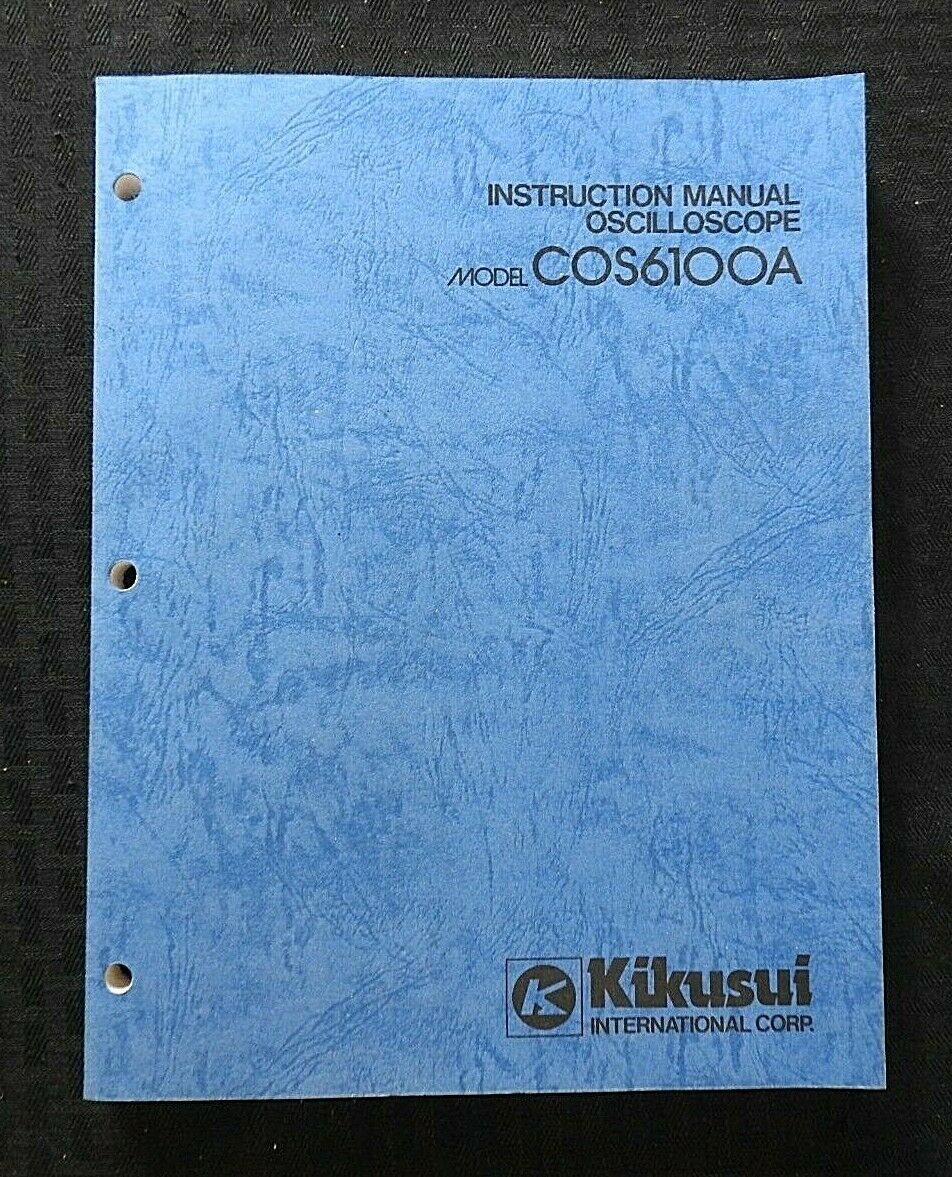 INSTRUCTION MANUAL
OSCILLOSCOPE
MODEL COS6100A
K Kikusui
INTERNATIONAL CORP.